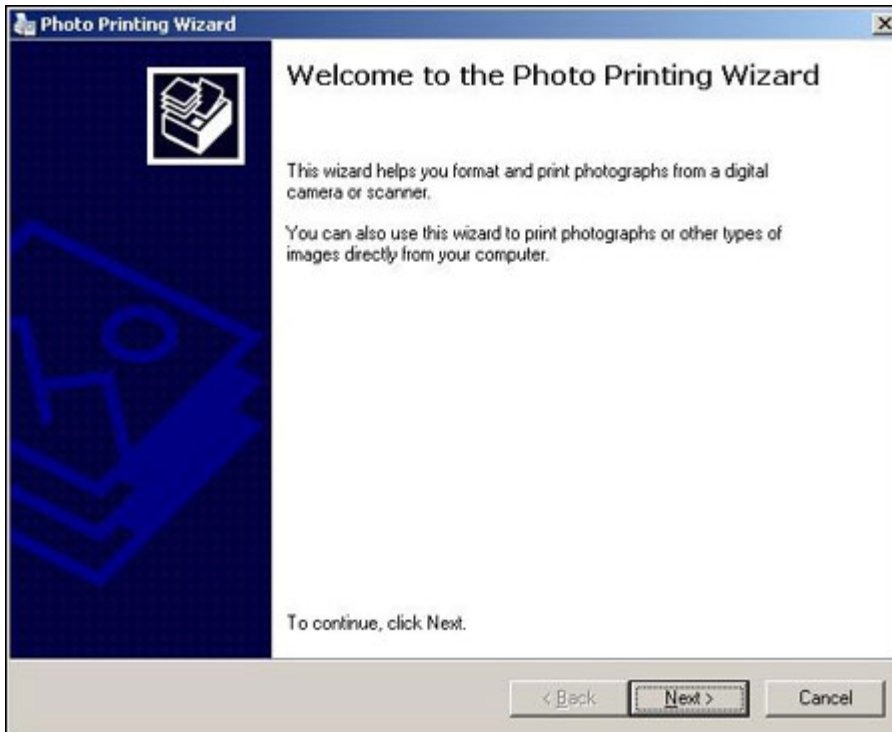 Photo Printing Wizard
Welcome to the Photo Printing Wizard
This wizard helps you format and print photographs from a digital
camera or scanner.
You can also use this wizard to print photographs or other types of
images directly from your computer.
To continue, click Next.
< Back
Next >
Cancel